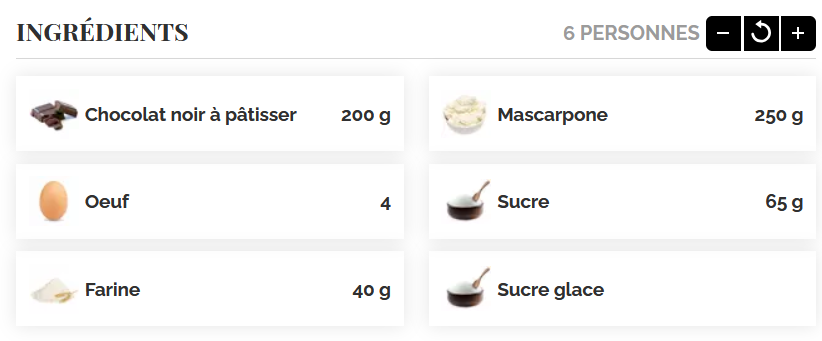 INGRÉDIENTS
6 PERSONNES
Chocolat noir à pâtisser 200 g
Mascarpone 250 g
Oeuf 4
Sucre 65 g
Farine 40 g
Sucre glace